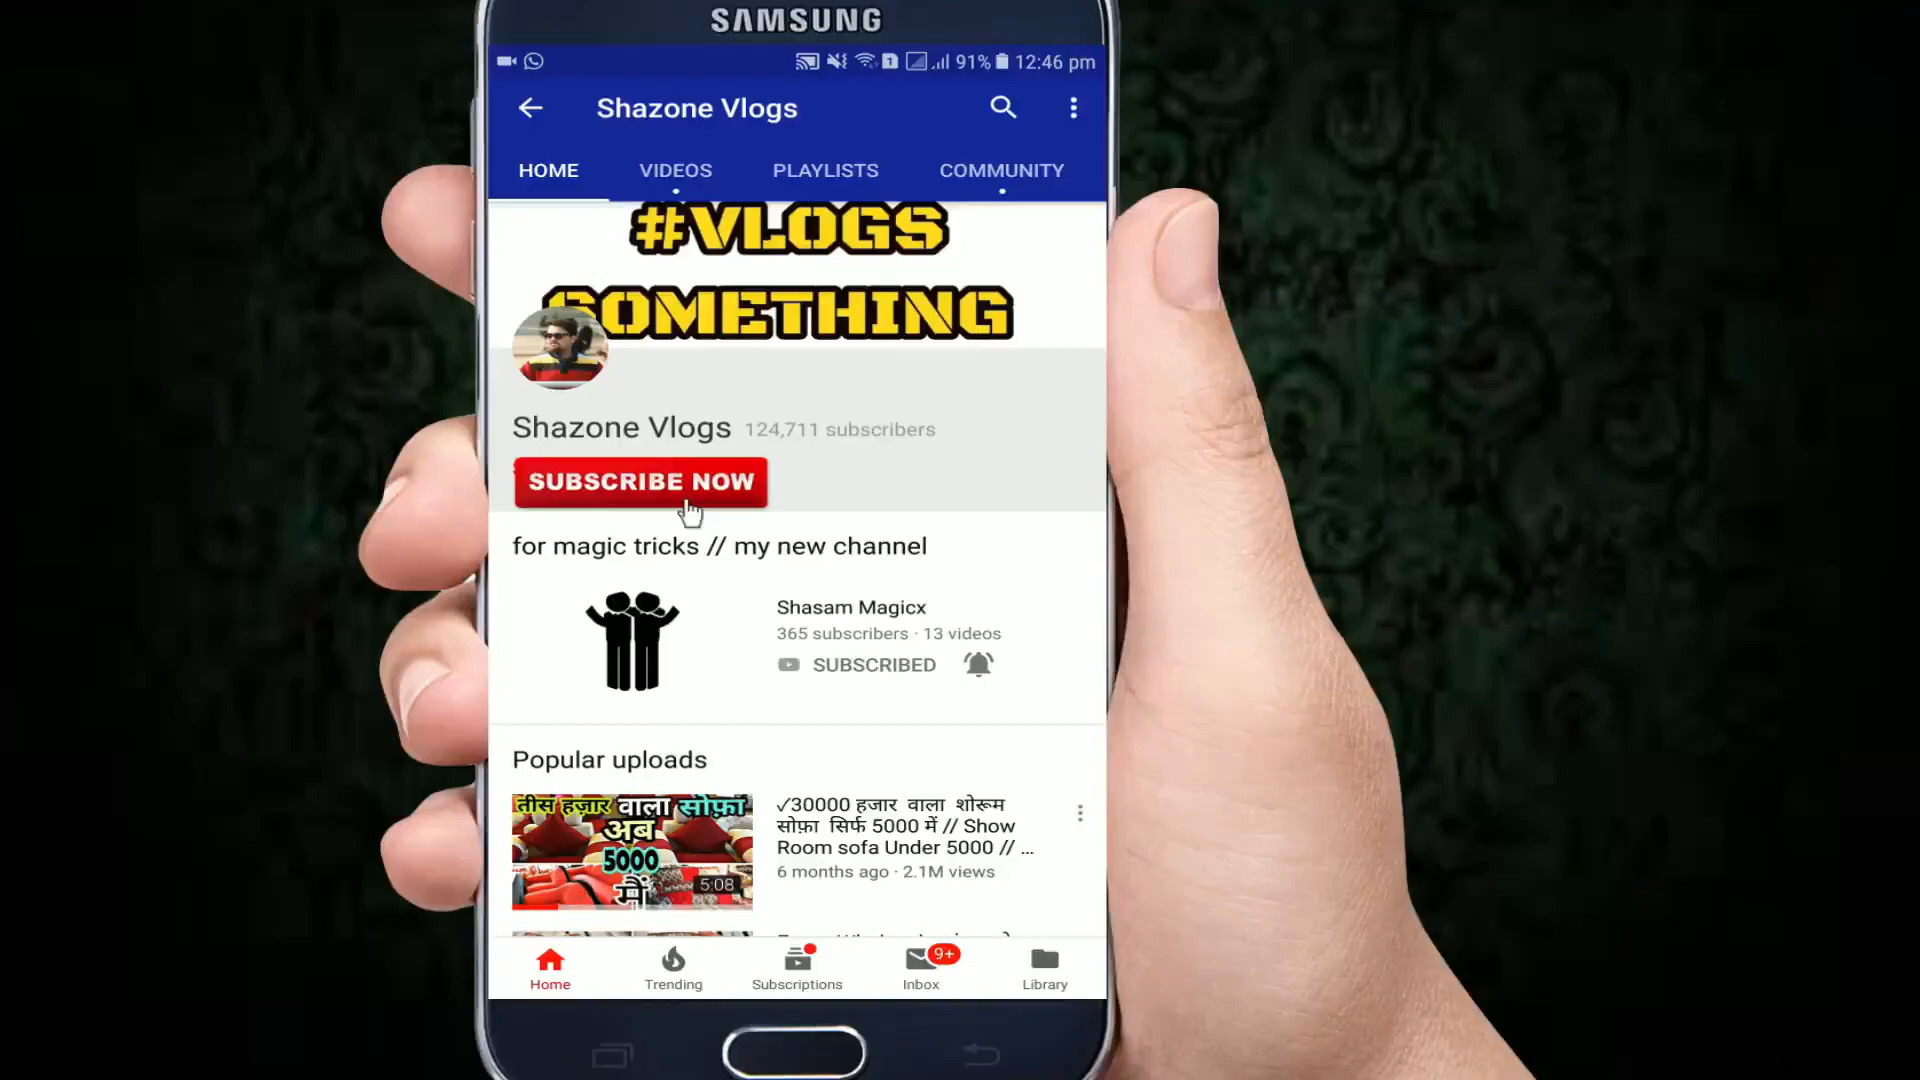 SAMSUNG
91% 12:46 pm
Shazone Vlogs
HOME VIDEOS PLAYLISTS COMMUNITY
#VLOGS
SOMETHING
Shazone Vlogs 124,711 subscribers
SUBSCRIBE NOW
for magic tricks // my new channel
Shasam Magicx
365 subscribers · 13 videos
SUBSCRIBED
Popular uploads
तीस हज़ार वाला सोफ़ा
अब
5000
में
5:08
✓30000 हजार वाला शोरूम
सोफ़ा सिर्फ 5000 में // Show
Room sofa Under 5000 // ...
6 months ago · 2.1M views
9+
Home Trending Subscriptions Inbox Library